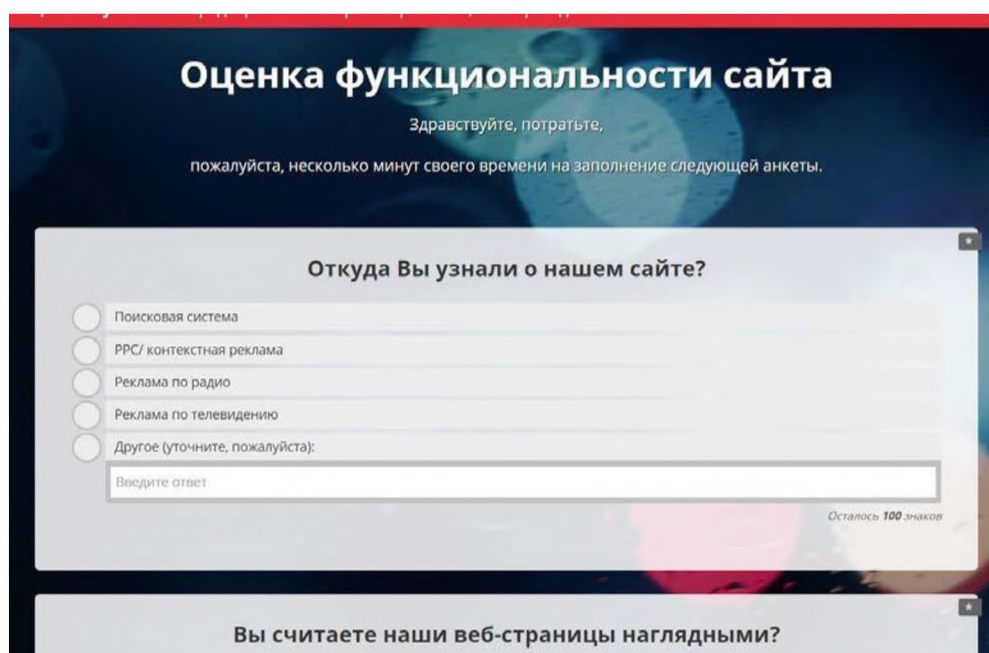 Оценка функциональности сайта
Здравствуйте, потратьте,
пожалуйста, несколько минут своего времени на заполнение следующей анкеты.
Откуда Вы узнали о нашем сайте?
Поисковая система
PPC/ контекстная реклама
Реклама по радио
Реклама по телевидению
Другое (уточните, пожалуйста):
Введите ответ
Осталось 100 знаков
Вы считаете наши веб-страницы наглядными?